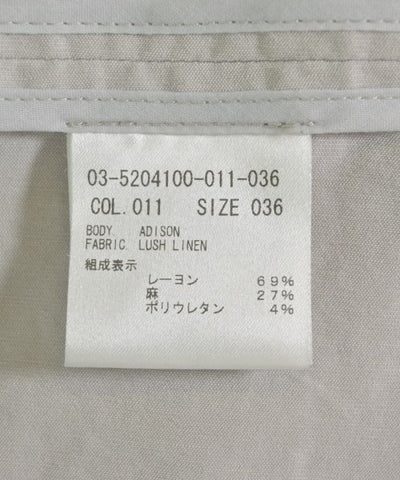 03-5204100-011-036
COL.011 SIZE 036
BODY. ADISON
FABRIC. LUSH LINEN
組成表示
レーヨン 69%
麻 27%
ポリウレタン 4%